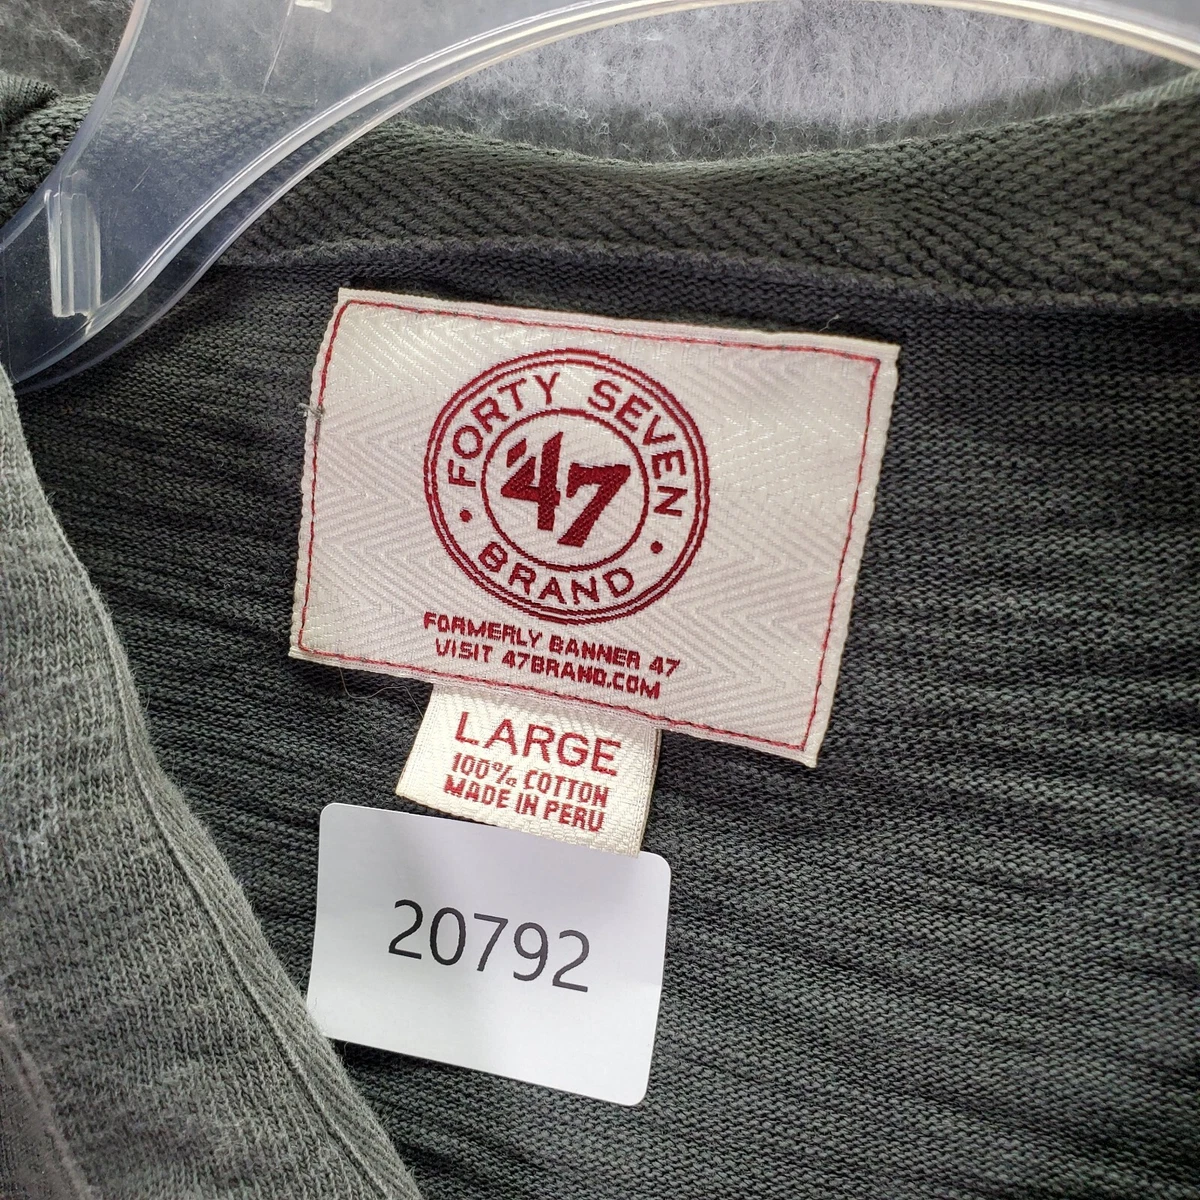 FORTY SEVEN
'47
BRAND
FORMERLY BANNER 47
VISIT 47BRAND.COM
LARGE
100% COTTON
MADE IN PERU
20792